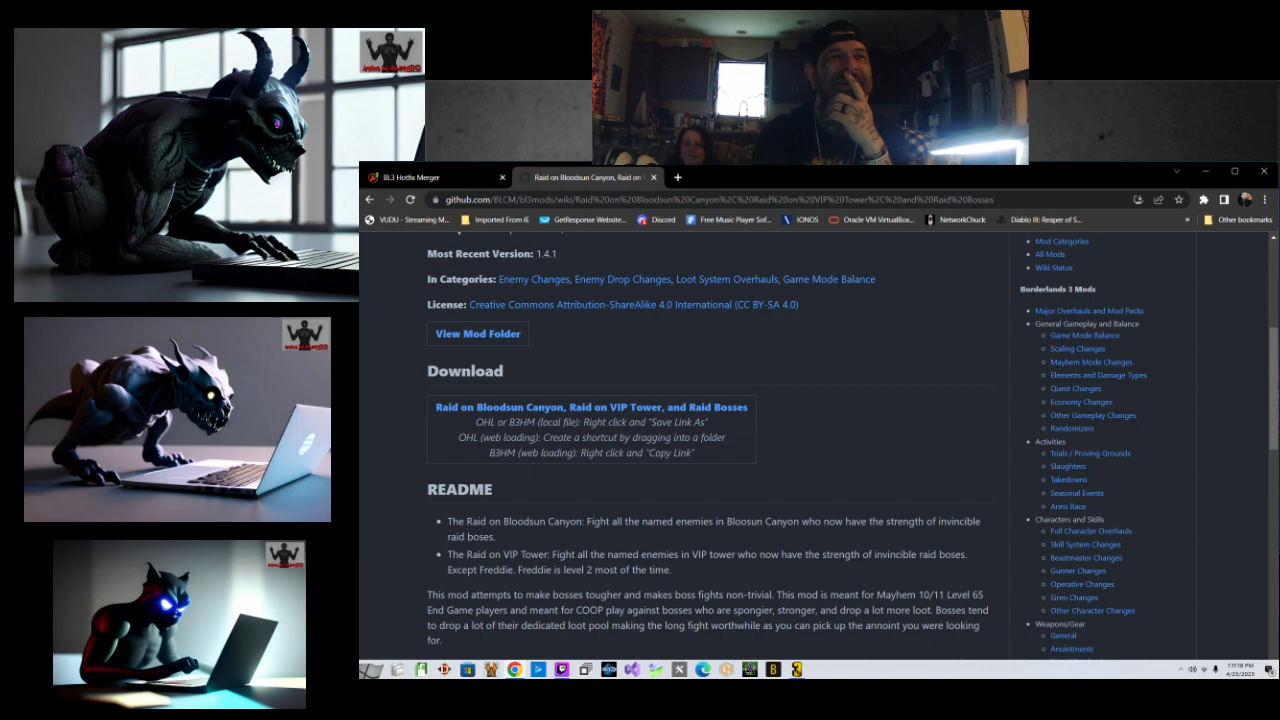 BL3 Hotfix Merger
Raid on Bloodsun Canyon, Raid on
github.com/BLCM/bl3mods/wiki/Raid%20on%20Bloodsun%20Canyon%2C%20Raid%20on%20VIP%20Tower%2C%20and%20Raid%20Bosses
VUDU - Streaming M... Imported From IE GetResponse Website... Discord Free Music Player Sof... IONOS Oracle VM VirtualBox... NetworkChuck Diablo III: Reaper of S... » Other bookmarks
Most Recent Version: 1.4.1
In Categories: Enemy Changes, Enemy Drop Changes, Loot System Overhauls, Game Mode Balance
License: Creative Commons Attribution-ShareAlike 4.0 International (CC BY-SA 4.0)
View Mod Folder
Download
Raid on Bloodsun Canyon, Raid on VIP Tower, and Raid Bosses
OHL or B3HM (local file): Right click and "Save Link As"
OHL (web loading): Create a shortcut by dragging into a folder
B3HM (web loading): Right click and "Copy Link"
README
• The Raid on Bloodsun Canyon: Fight all the named enemies in Bloosun Canyon who now have the strength of invincible
raid boses.
• The Raid on VIP Tower: Fight all the named enemies in VIP tower who now have the strength of invincible raid boses.
Except Freddie. Freddie is level 2 most of the time.
This mod attempts to make bosses tougher and makes boss fights non-trivial. This mod is meant for Mayhem 10/11 Level 65
End Game players and meant for COOP play against bosses who are spongier, stronger, and drop a lot more loot. Bosses tend
to drop a lot of their dedicated loot pool making the long fight worthwhile as you can pick up the annoint you were looking
for.
Mod Categories
All Mods
Wiki Status
Borderlands 3 Mods
Major Overhauls and Mod Packs
General Gameplay and Balance
Game Mode Balance
Scaling Changes
Mayhem Mode Changes
Elements and Damage Types
Quest Changes
Economy Changes
Other Gameplay Changes
Randomizers
Activities
Trials / Proving Grounds
Slaughters
Takedowns
Seasonal Events
Arms Race
Characters and Skills
Full Character Overhauls
Skill System Changes
Beastmaster Changes
Gunner Changes
Operative Changes
Siren Changes
Other Character Changes
Weapons/Gear
General
Anointments
4/25/2023